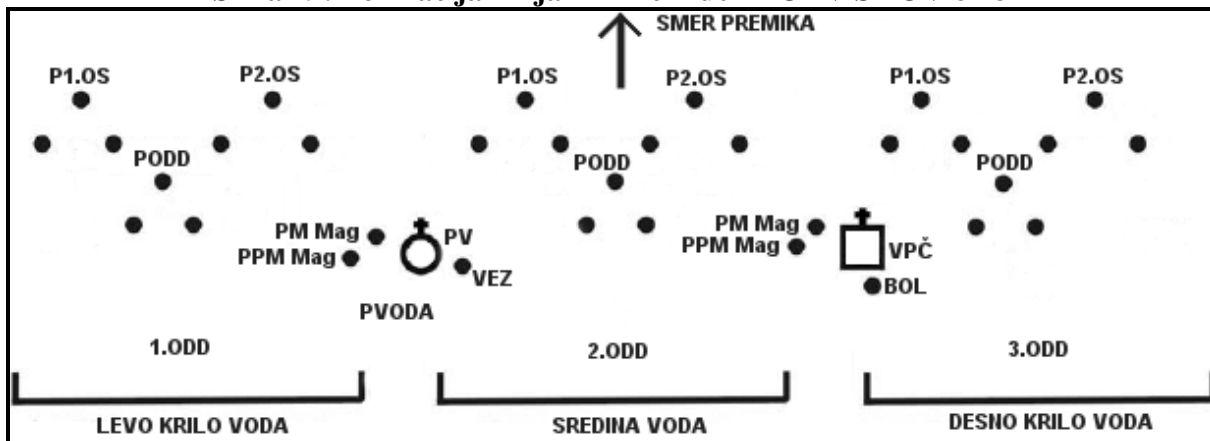 SMER PREMIKA
P1.OS P2.OS P1.OS P2.OS P1.OS P2.OS
PODD PODD PODD
PM Mag PV PM Mag
PPM Mag VEZ PPM Mag VPČ
BOL
PVODA
1.ODD 2.ODD 3.ODD
LEVO KRILO VODA SREDINA VODA DESNO KRILO VODA